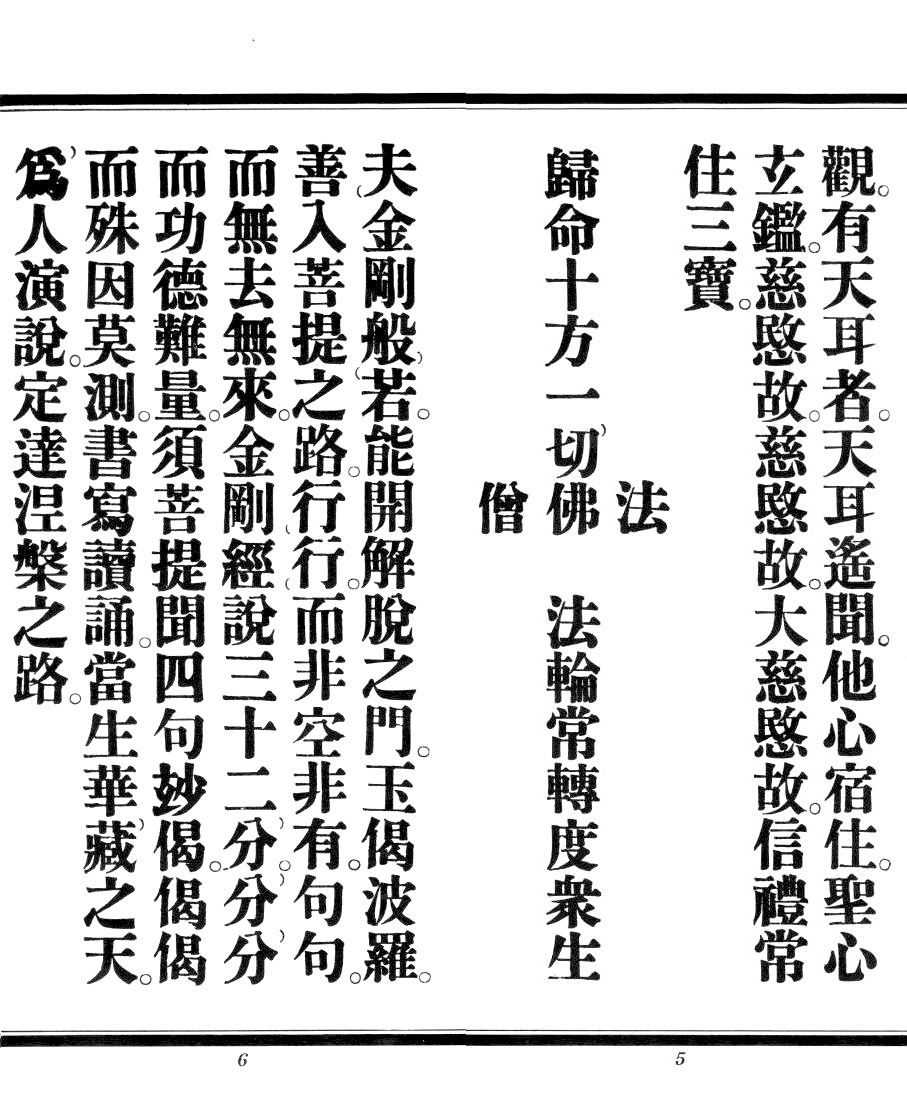 觀。有天耳者。天耳遙聞。他心宿住。聖心
玄鑑。慈愍故。慈愍故。大慈愍故。信禮常
住三寶。
法
歸命十方一切佛　法輪常轉度衆生
僧
夫金剛般若。能開解脫之門。玉偈波羅。
善入菩提之路。行行。而非空非有。句句。
而無去無來。金剛經說三十二分。分分
而功德難量。須菩提聞四句玅偈。偈偈
而殊因莫測。書寫讀誦。當生華藏之天。
爲人演說。定達涅槃之路。
5
6